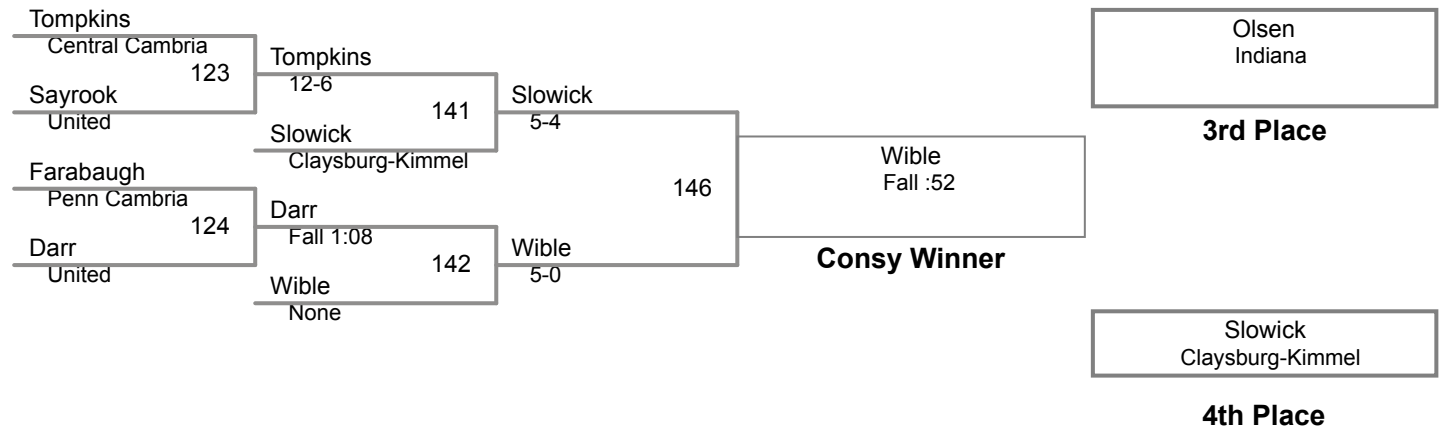 Tompkins
Central Cambria
123
Sayrook
United
Farabaugh
Penn Cambria
124
Darr
United
Tompkins
12-6
141
Slowick
Claysburg-Kimmel
Darr
Fall 1:08
142
Wible
None
Slowick
5-4
146
Wible
5-0
Wible
Fall :52
Consy Winner
Olsen
Indiana
3rd Place
Slowick
Claysburg-Kimmel
4th Place